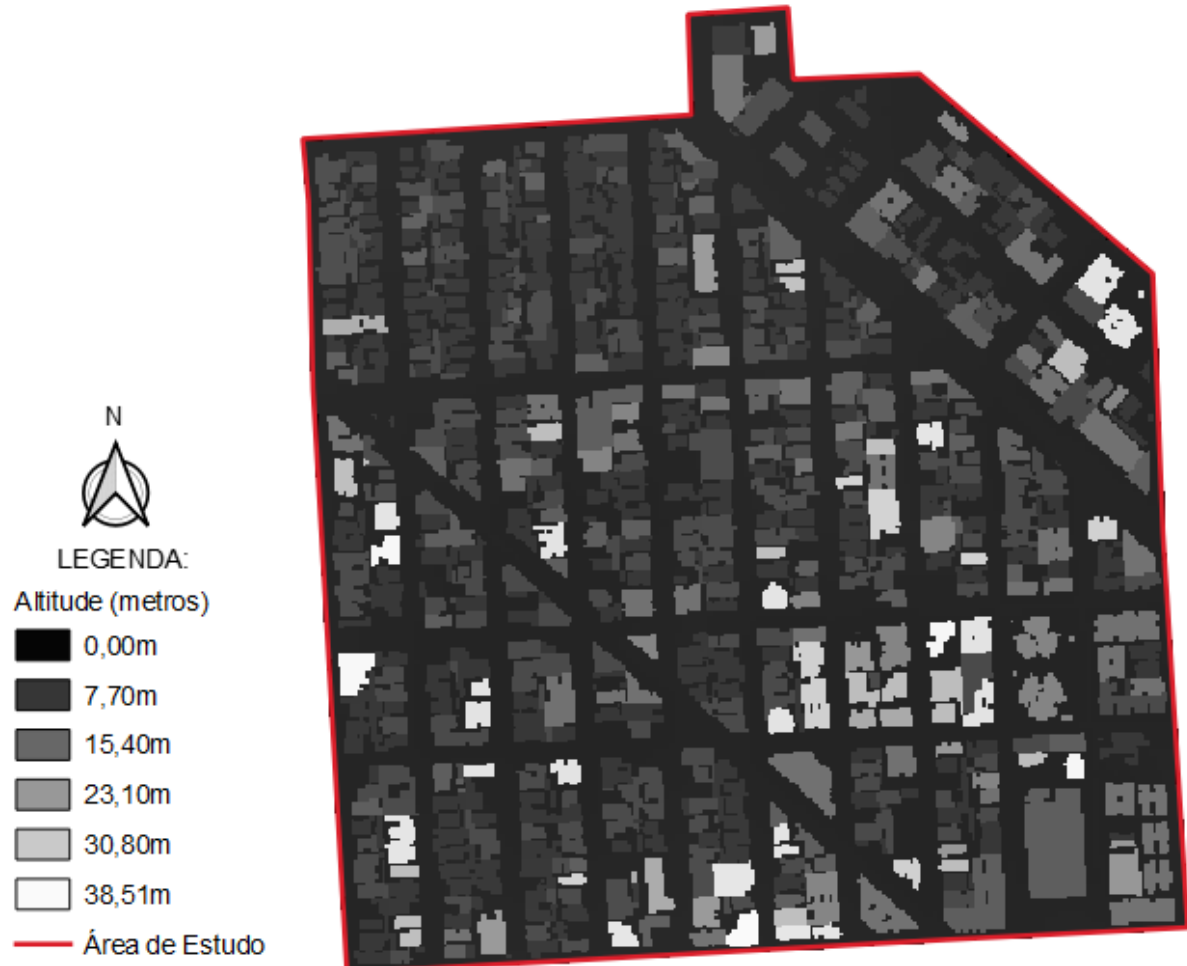 N
LEGENDA:
Altitude (metros)
0,00m
7,70m
15,40m
23,10m
30,80m
38,51m
Área de Estudo